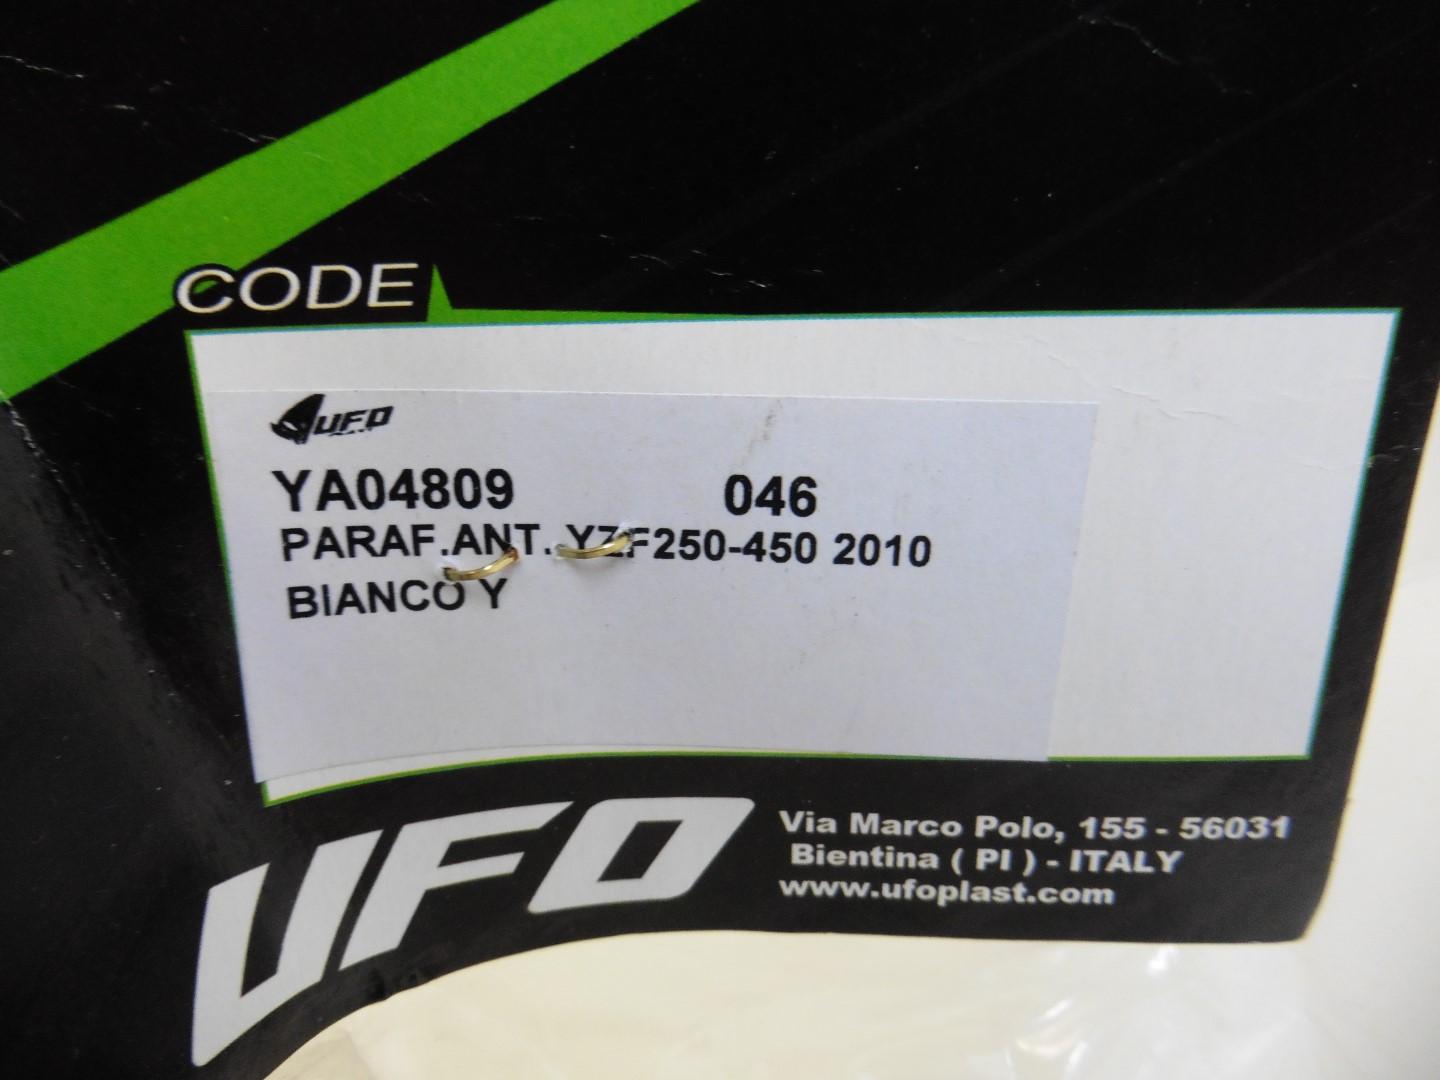 CODE
UFO
YA04809 046
PARAF.ANT. YZF250-450 2010
BIANCO Y
UFO
Via Marco Polo, 155 - 56031
Bientina ( PI ) - ITALY
www.ufoplast.com